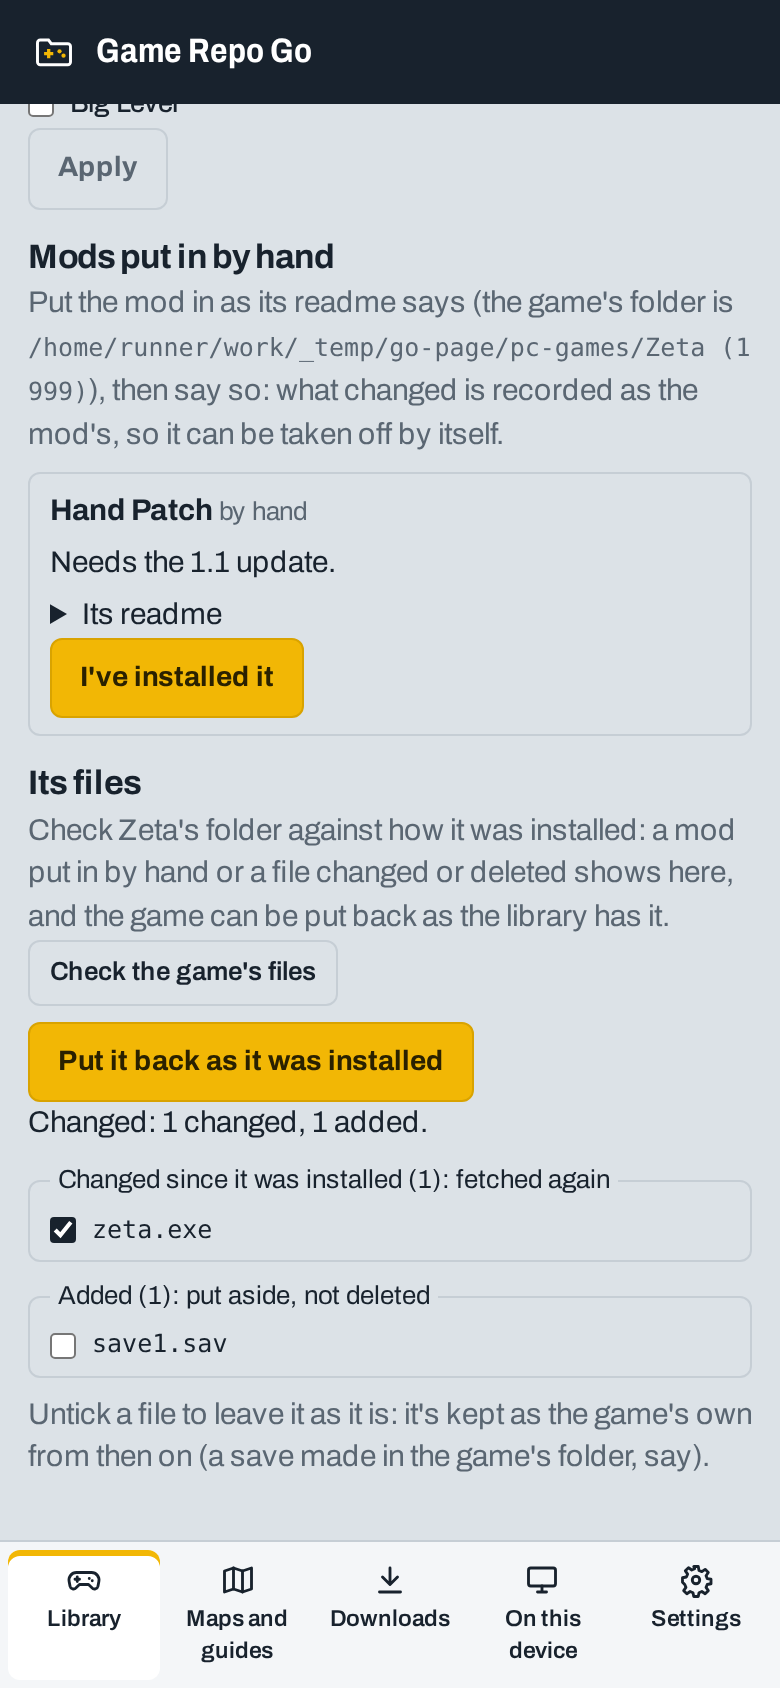 Game Repo Go
Big Level
Apply
Mods put in by hand
Put the mod in as its readme says (the game's folder is
/home/runner/work/_temp/go-page/pc-games/Zeta (1
999)), then say so: what changed is recorded as the
mod's, so it can be taken off by itself.
Hand Patch by hand
Needs the 1.1 update.
Its readme
I've installed it
Its files
Check Zeta's folder against how it was installed: a mod
put in by hand or a file changed or deleted shows here,
and the game can be put back as the library has it.
Check the game's files
Put it back as it was installed
Changed: 1 changed, 1 added.
Changed since it was installed (1): fetched again
zeta.exe
Added (1): put aside, not deleted
save1.sav
Untick a file to leave it as it is: it's kept as the game's own
from then on (a save made in the game's folder, say).
Library
Maps and
guides
Downloads
On this
device
Settings